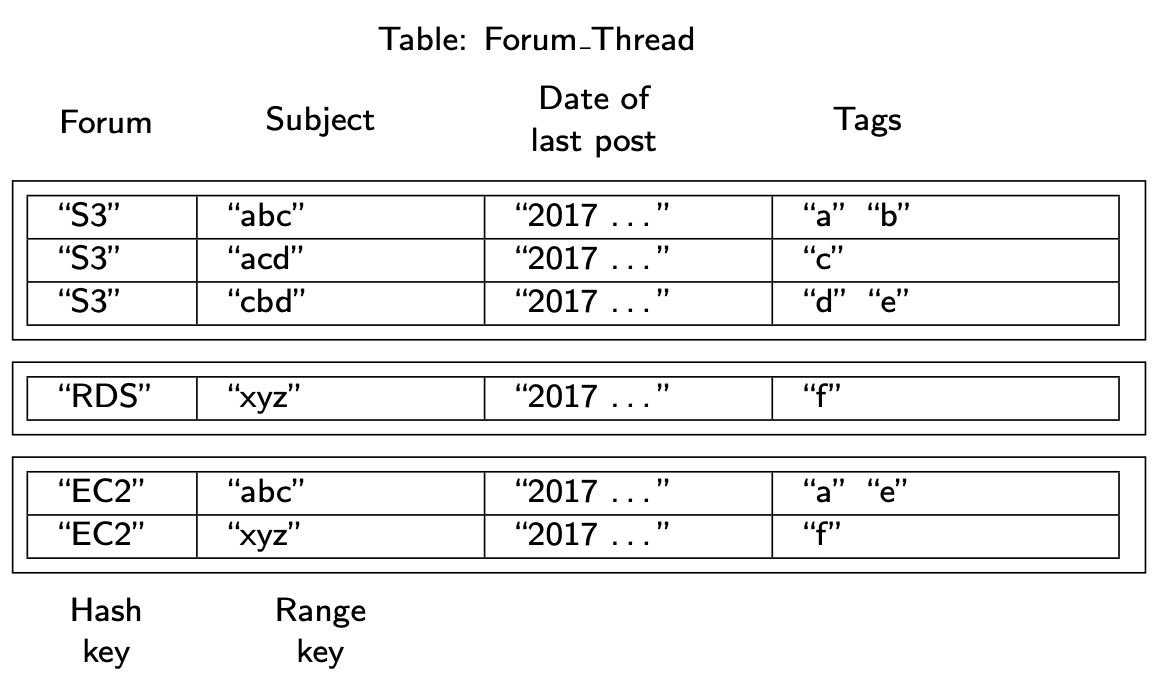 Table: Forum_Thread
Forum Subject Date of last post Tags
“S3” “abc” “2017 . . . ” “a” “b”
“S3” “acd” “2017 . . . ” “c”
“S3” “cbd” “2017 . . . ” “d” “e”
“RDS” “xyz” “2017 . . . ” “f”
“EC2” “abc” “2017 . . . ” “a” “e”
“EC2” “xyz” “2017 . . . ” “f”
Hash key Range key